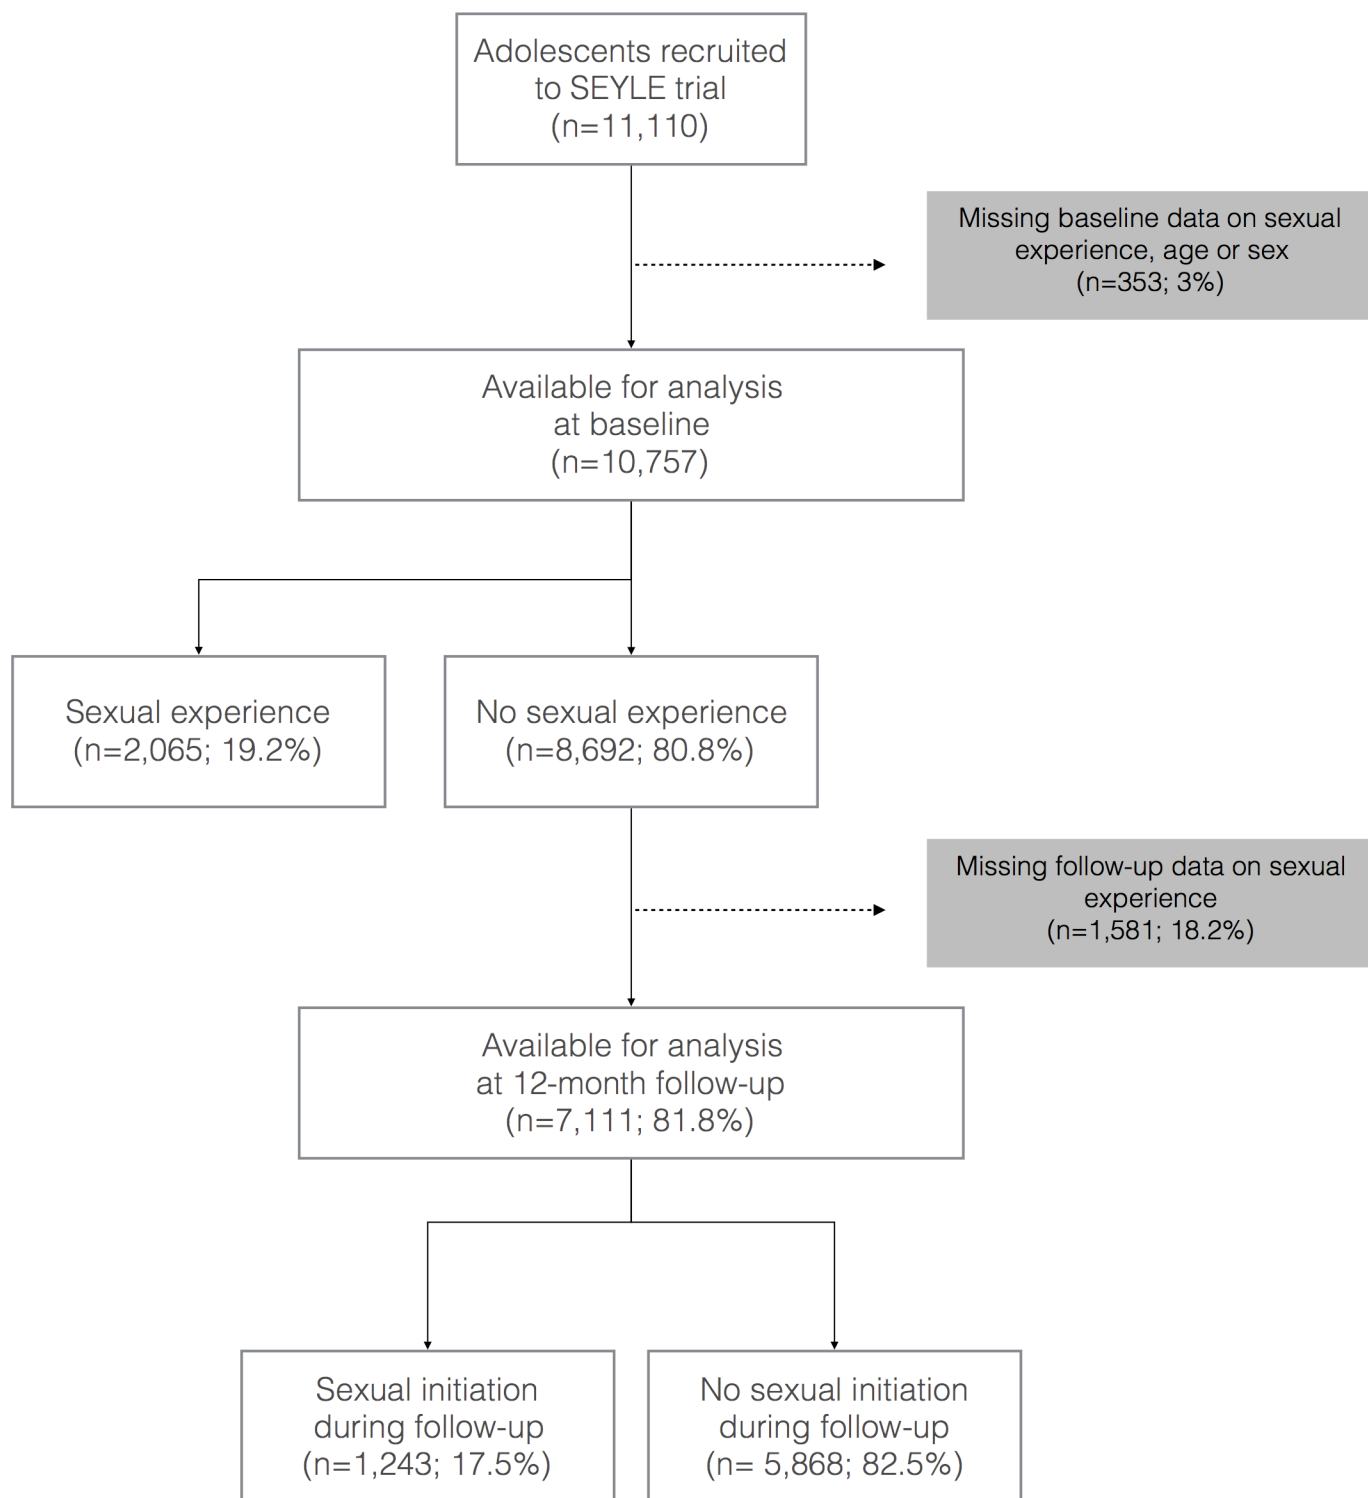 Adolescents recruited
to SEYLE trial
(n=11,110)
Missing baseline data on sexual
experience, age or sex
(n=353; 3%)
Available for analysis
at baseline
(n=10,757)
Sexual experience
(n=2,065; 19.2%)
No sexual experience
(n=8,692; 80.8%)
Missing follow-up data on sexual
experience
(n=1,581; 18.2%)
Available for analysis
at 12-month follow-up
(n=7,111; 81.8%)
Sexual initiation
during follow-up
(n=1,243; 17.5%)
No sexual initiation
during follow-up
(n= 5,868; 82.5%)